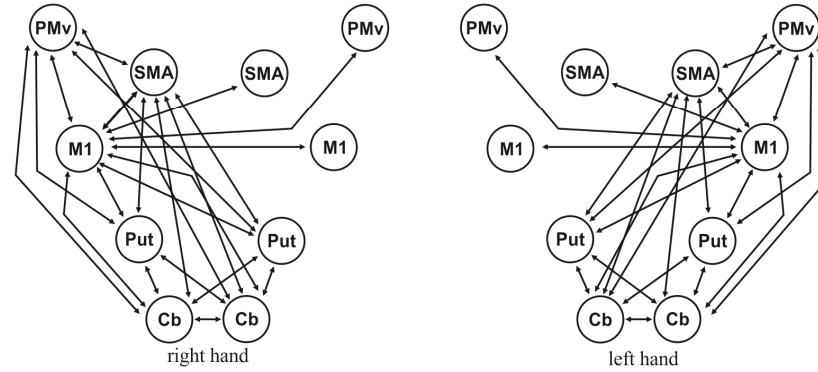 PMv PMv PMv PMv
SMA SMA SMA SMA
M1 M1 M1 M1
Put Put Put Put
Cb Cb Cb Cb
right hand left hand